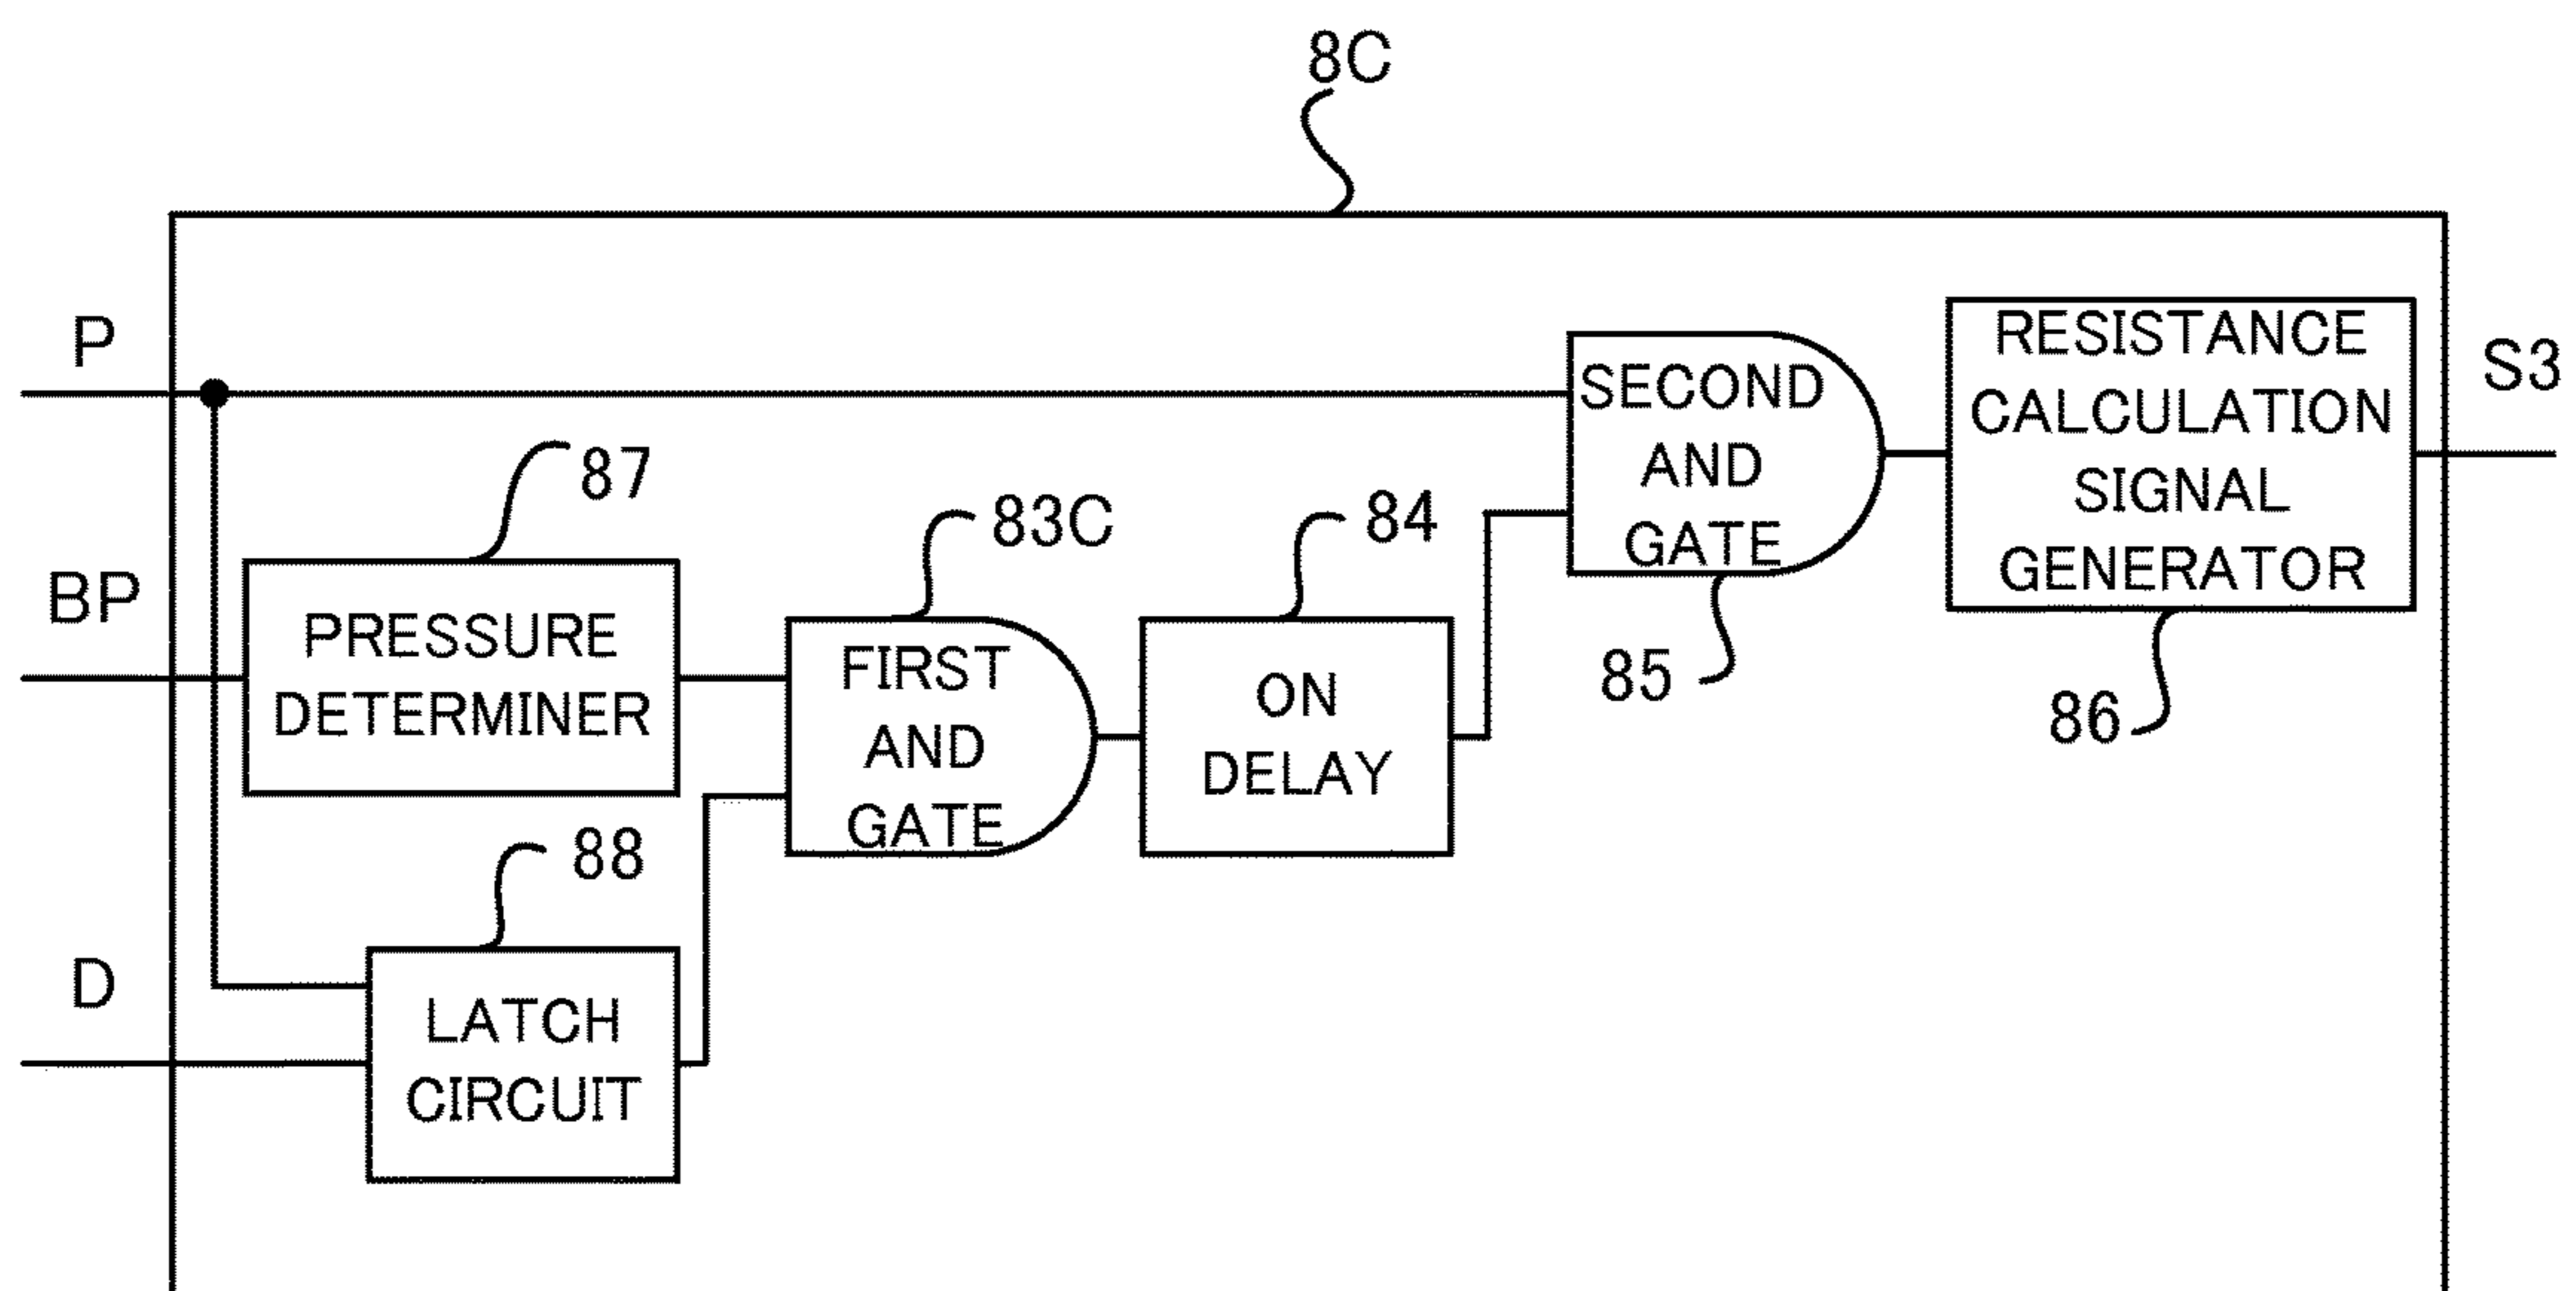 8C
P
S3
RESISTANCE
CALCULATION
SIGNAL
GENERATOR
86
SECOND
AND
GATE
85
87
BP
PRESSURE
DETERMINER
83C
FIRST
AND
GATE
84
ON
DELAY
88
D
LATCH
CIRCUIT